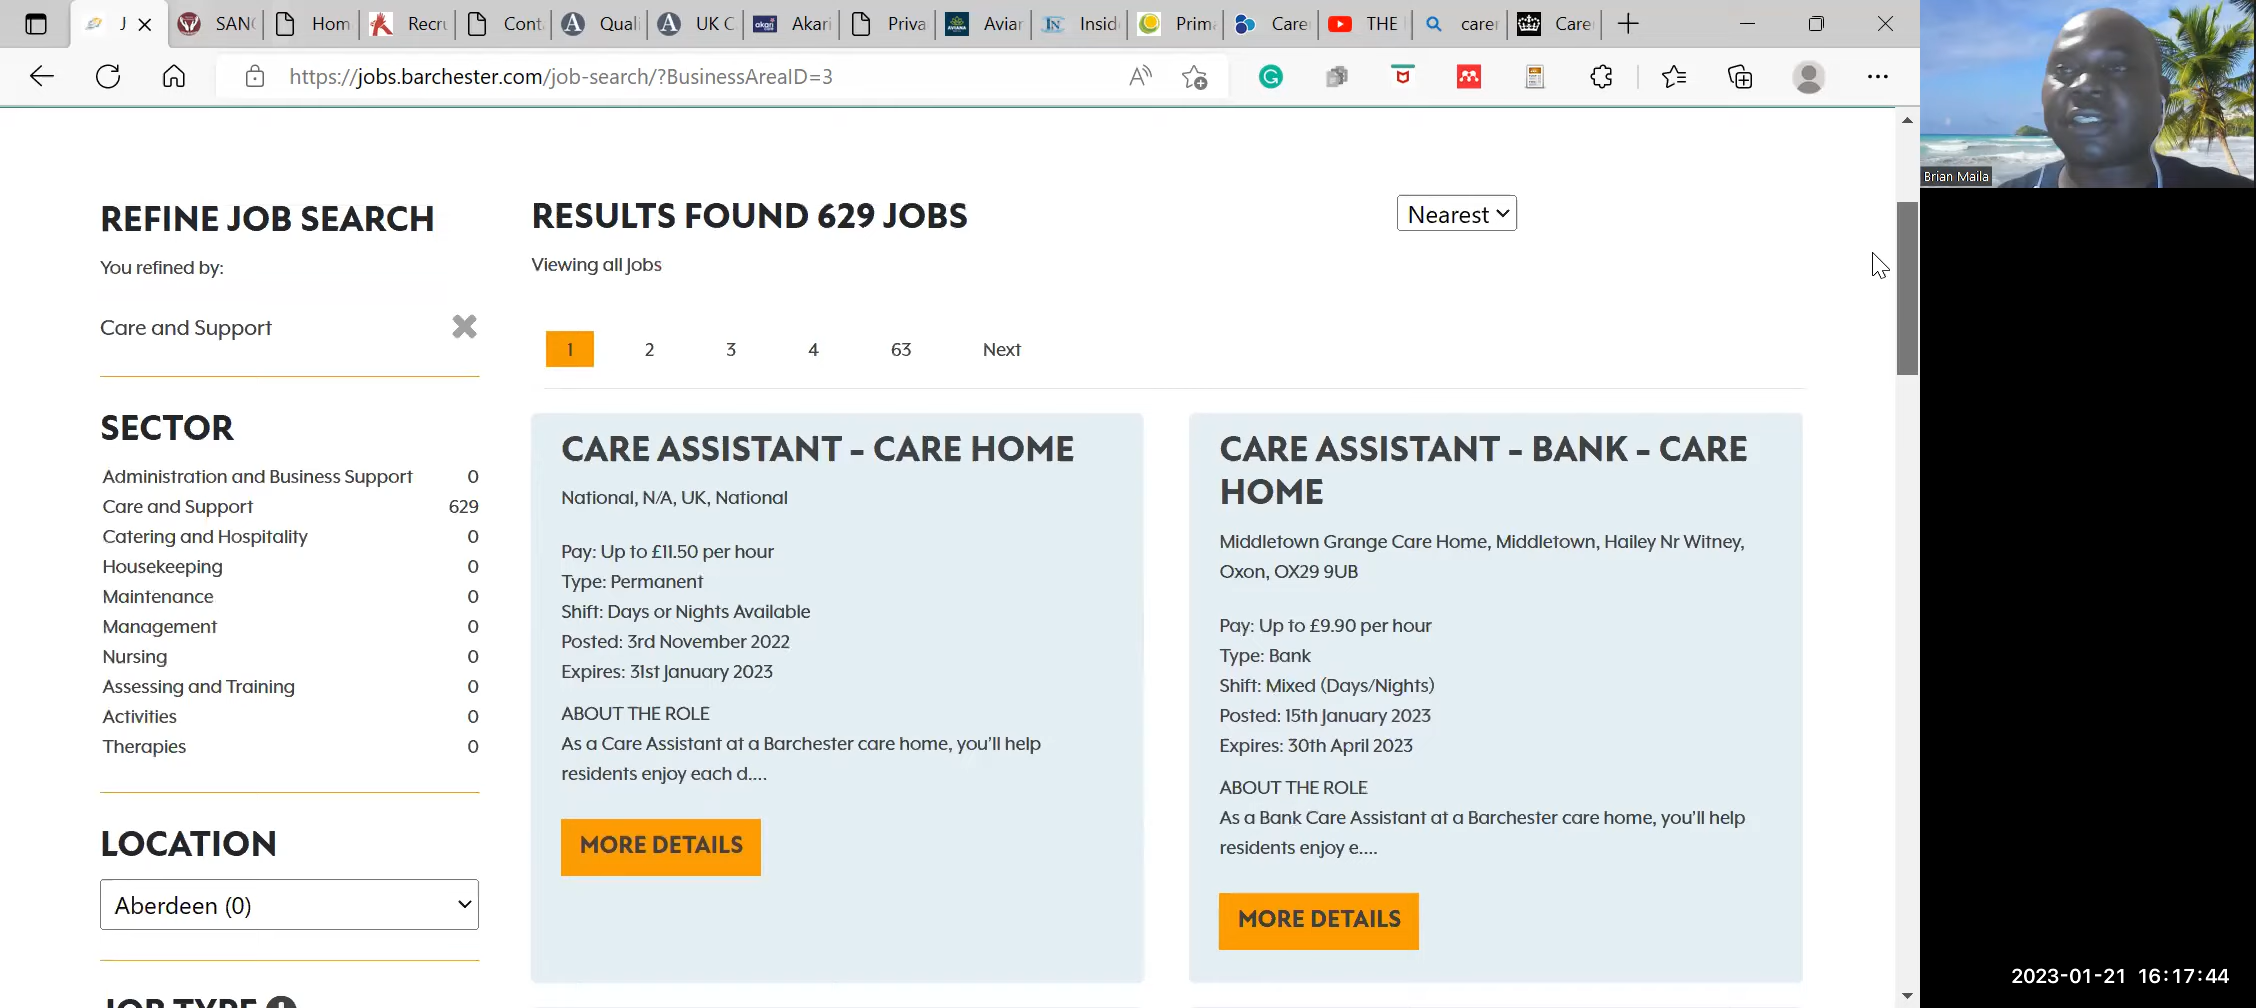 J
SANC
Hom
Recru
Cont
Quali
UK C
Akari
Priva
Aviar
Insid
Prim
Care
THE
carer
Care
https://jobs.barchester.com/job-search/?BusinessAreaID=3
Brian Maila
REFINE JOB SEARCH
You refined by:
Care and Support
SECTOR
Administration and Business Support 0
Care and Support 629
Catering and Hospitality 0
Housekeeping 0
Maintenance 0
Management 0
Nursing 0
Assessing and Training 0
Activities 0
Therapies 0
LOCATION
Aberdeen (0)
JOB TYPE
RESULTS FOUND 629 JOBS
Nearest
Viewing all Jobs
1 2 3 4 63 Next
CARE ASSISTANT - CARE HOME
National, N/A, UK, National
Pay: Up to £11.50 per hour
Type: Permanent
Shift: Days or Nights Available
Posted: 3rd November 2022
Expires: 31st January 2023
ABOUT THE ROLE
As a Care Assistant at a Barchester care home, you'll help
residents enjoy each d....
MORE DETAILS
CARE ASSISTANT - BANK - CARE
HOME
Middletown Grange Care Home, Middletown, Hailey Nr Witney,
Oxon, OX29 9UB
Pay: Up to £9.90 per hour
Type: Bank
Shift: Mixed (Days/Nights)
Posted: 15th January 2023
Expires: 30th April 2023
ABOUT THE ROLE
As a Bank Care Assistant at a Barchester care home, you'll help
residents enjoy e....
MORE DETAILS
2023-01-21 16:17:44